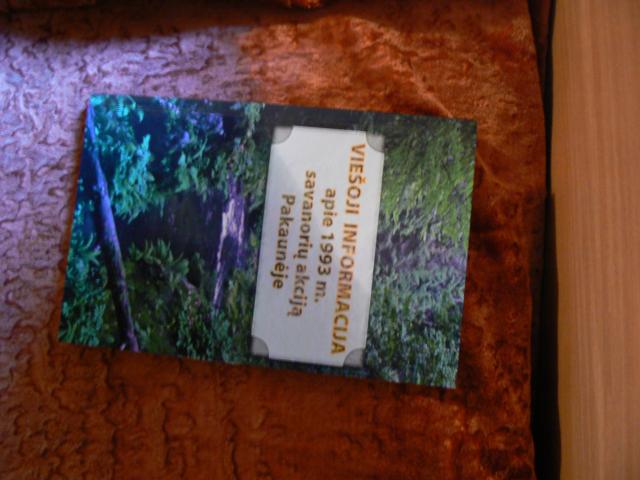 VIEŠOJI INFORMACIJA
apie 1993 m.
savanorių akciją
Pakaunėje